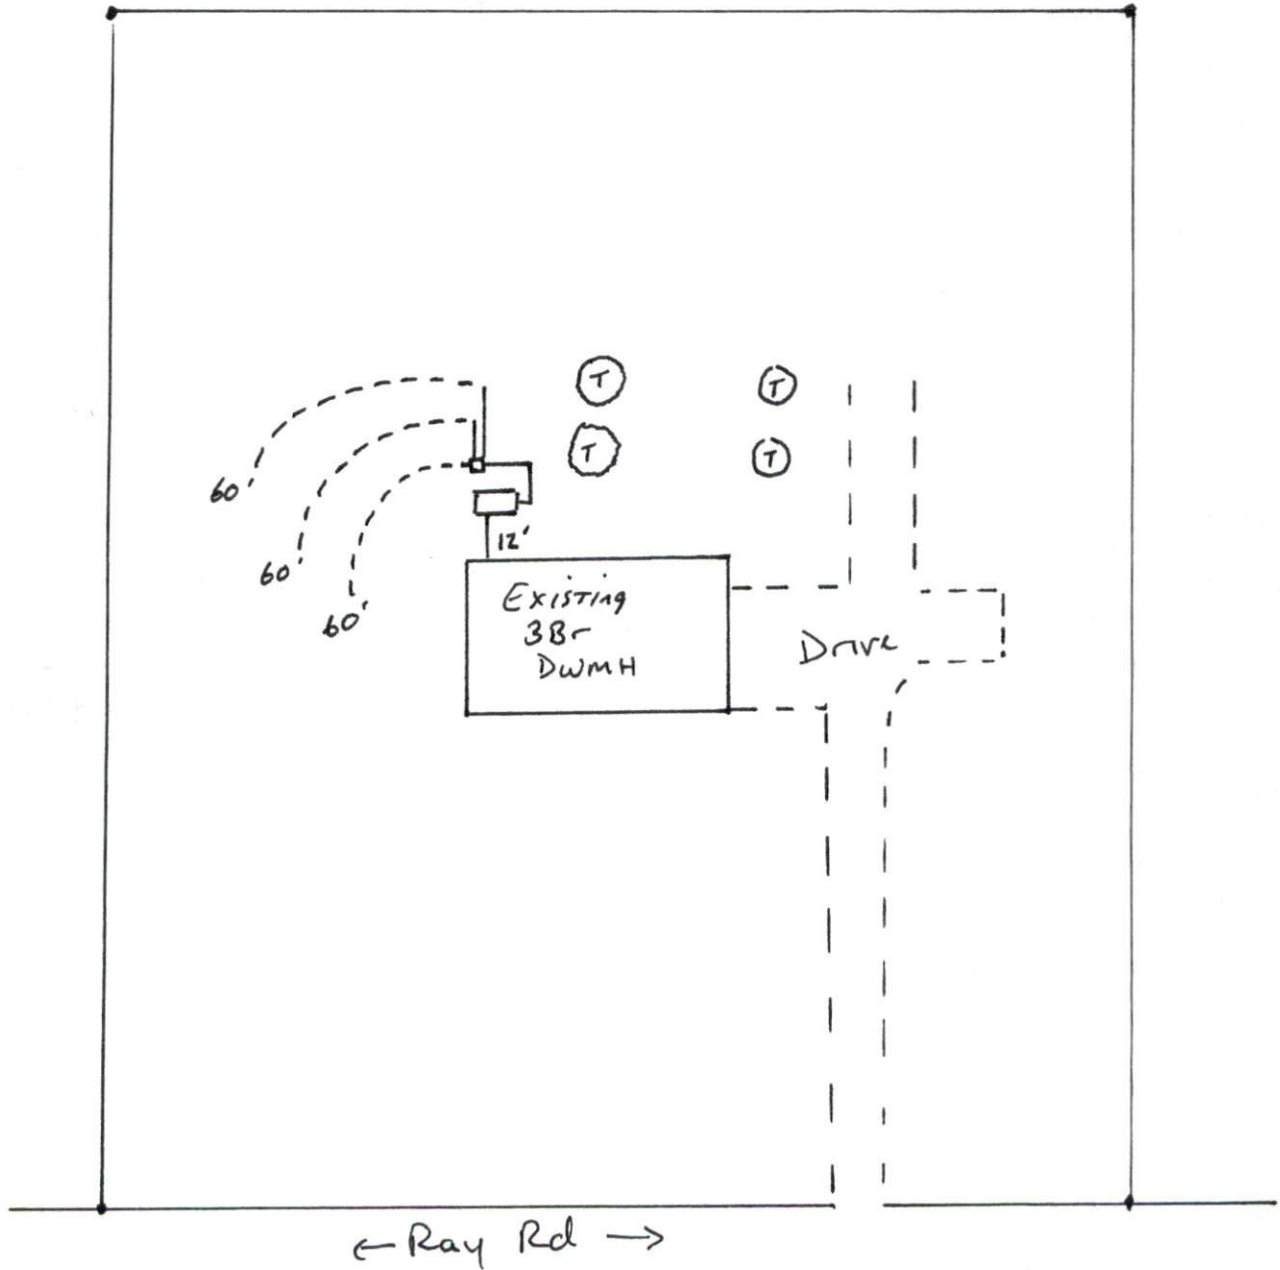 T
T
T
T
60'
12'
60'
Existing
3Br
DWMH
60'
Drive
← Ray Rd →